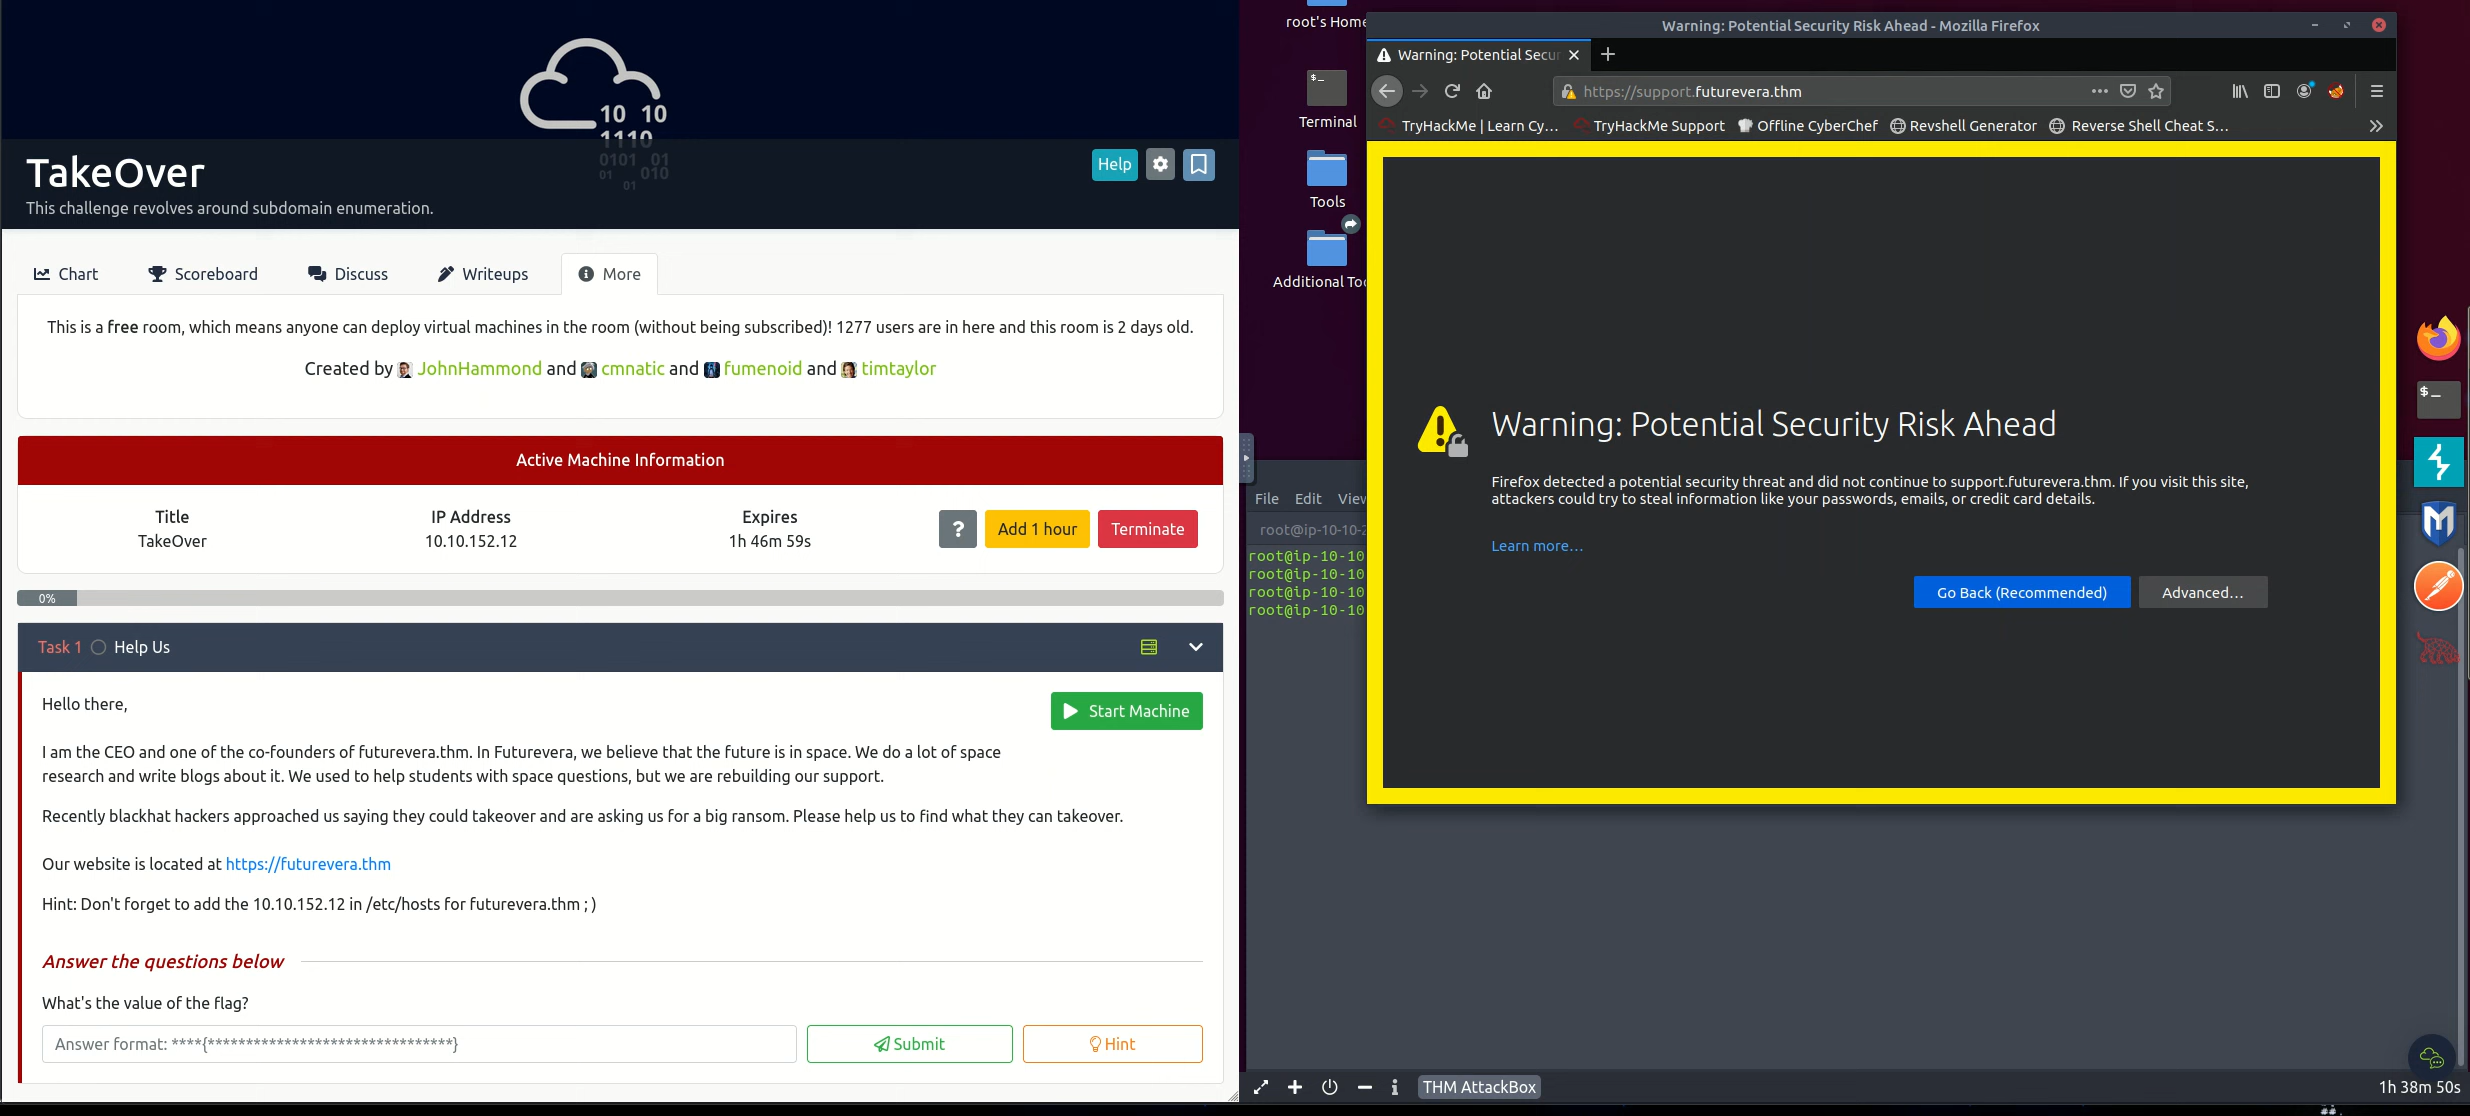 10 10
1110
0101 01
01 010
01
TakeOver
This challenge revolves around subdomain enumeration.
Help
Chart
Scoreboard
Discuss
Writeups
More
This is a free room, which means anyone can deploy virtual machines in the room (without being subscribed)! 1277 users are in here and this room is 2 days old.
Created by JohnHammond and cmnatic and fumenoid and timtaylor
Active Machine Information
Title
IP Address
Expires
TakeOver
10.10.152.12
1h 46m 59s
?
Add 1 hour
Terminate
0%
Task 1
Help Us
Hello there,
Start Machine
I am the CEO and one of the co-founders of futurevera.thm. In Futurevera, we believe that the future is in space. We do a lot of space
research and write blogs about it. We used to help students with space questions, but we are rebuilding our support.
Recently blackhat hackers approached us saying they could takeover and are asking us for a big ransom. Please help us to find what they can takeover.
Our website is located at https://futurevera.thm
Hint: Don't forget to add the 10.10.152.12 in /etc/hosts for futurevera.thm ; )
Answer the questions below
What's the value of the flag?
Answer format: ****{********************************}
Submit
Hint
root's Home
Terminal
Tools
Additional Too
Warning: Potential Security Risk Ahead - Mozilla Firefox
Warning: Potential Secur
https://support.futurevera.thm
TryHackMe | Learn Cy…
TryHackMe Support
Offline CyberChef
Revshell Generator
Reverse Shell Cheat S…
Warning: Potential Security Risk Ahead
Firefox detected a potential security threat and did not continue to support.futurevera.thm. If you visit this site,
attackers could try to steal information like your passwords, emails, or credit card details.
Learn more…
Go Back (Recommended)
Advanced…
File Edit View
root@ip-10-10-2
root@ip-10-10
root@ip-10-10
root@ip-10-10
root@ip-10-10
THM AttackBox
1h 38m 50s